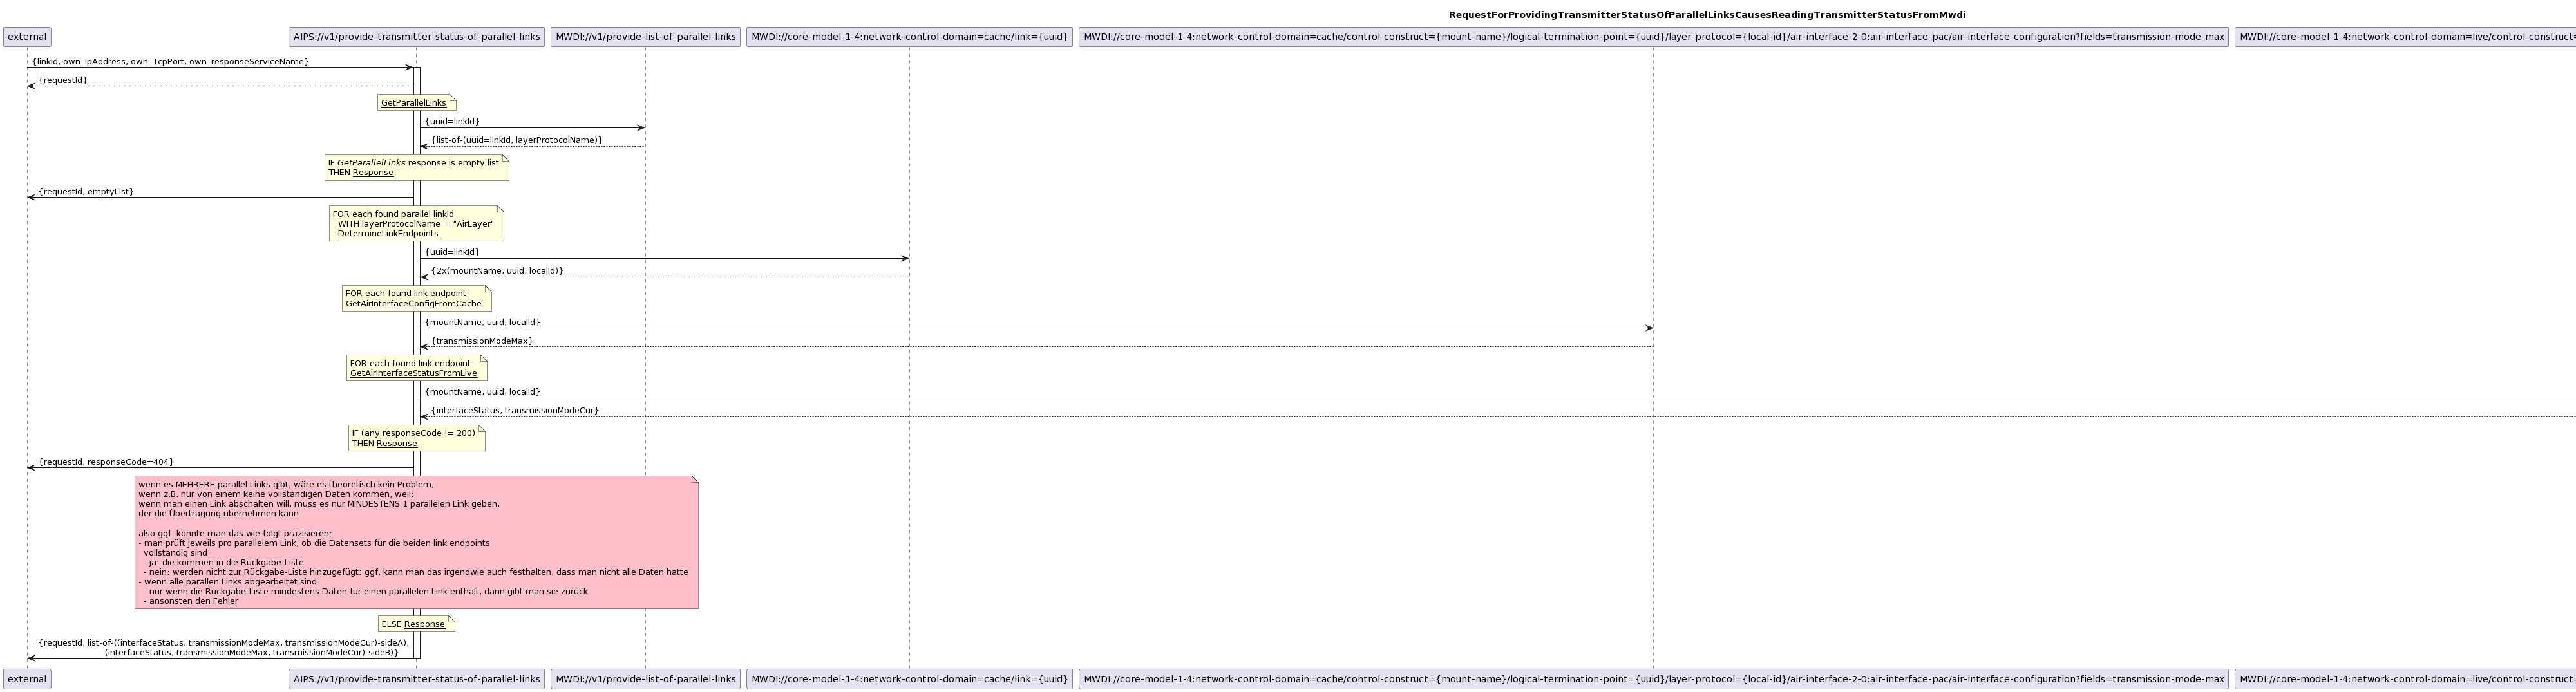 RequestForProvidingTransmitterStatusOfParallelLinksCausesReadingTransmitterStatusFromMwdi
external
AIPS://v1/provide-transmitter-status-of-parallel-links
MWDI://v1/provide-list-of-parallel-links
MWDI://core-model-1-4:network-control-domain=cache/link={uuid}
MWDI://core-model-1-4:network-control-domain=cache/control-construct={mount-name}/logical-termination-point={uuid}/layer-protocol={local-id}/air-interface-2-0:air-interface-pac/air-interface-configuration?fields=transmission-mode-max
MWDI://core-model-1-4:network-control-domain=live/control-construct=
{linkId, own_IpAddress, own_TcpPort, own_responseServiceName}
{requestId}
GetParallelLinks
{uuid=linkId}
{list-of-(uuid=linkId, layerProtocolName)}
IF GetParallelLinks response is empty list
THEN Response
{requestId, emptyList}
FOR each found parallel linkId
WITH layerProtocolName=="AirLayer"
DetermineLinkEndpoints
{uuid=linkId}
{2x(mountName, uuid, localId)}
FOR each found link endpoint
GetAirInterfaceConfigFromCache
{mountName, uuid, localId}
{transmissionModeMax}
FOR each found link endpoint
GetAirInterfaceStatusFromLive
{mountName, uuid, localId}
{interfaceStatus, transmissionModeCur}
IF (any responseCode != 200)
THEN Response
{requestId, responseCode=404}
wenn es MEHRERE parallel Links gibt, wäre es theoretisch kein Problem,
wenn z.B. nur von einem keine vollständigen Daten kommen, weil:
wenn man einen Link abschalten will, muss es nur MINDESTENS 1 parallelen Link geben,
der die Übertragung übernehmen kann
also ggf. könnte man das wie folgt präzisieren:
- man prüft jeweils pro parallelem Link, ob die Datensets für die beiden link endpoints
vollständig sind
- ja: die kommen in die Rückgabe-Liste
- nein: werden nicht zur Rückgabe-Liste hinzugefügt; ggf. kann man das irgendwie auch festhalten, dass man nicht alle Daten hatte
- wenn alle parallen Links abgearbeitet sind:
- nur wenn die Rückgabe-Liste mindestens Daten für einen parallelen Link enthält, dann gibt man sie zurück
- ansonsten den Fehler
ELSE Response
{requestId, list-of-((interfaceStatus, transmissionModeMax, transmissionModeCur)-sideA),
(interfaceStatus, transmissionModeMax, transmissionModeCur)-sideB)}
external
AIPS://v1/provide-transmitter-status-of-parallel-links
MWDI://v1/provide-list-of-parallel-links
MWDI://core-model-1-4:network-control-domain=cache/link={uuid}
MWDI://core-model-1-4:network-control-domain=cache/control-construct={mount-name}/logical-termination-point={uuid}/layer-protocol={local-id}/air-interface-2-0:air-interface-pac/air-interface-configuration?fields=transmission-mode-max
MWDI://core-model-1-4:network-control-domain=live/control-construct=